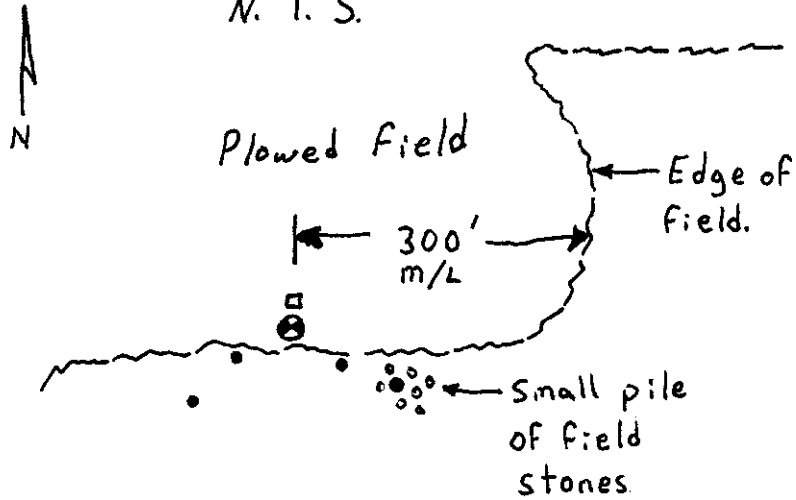 N. T. S.
N
Plowed Field
Edge of
field.
300'
m/L
Small pile
of field
stones